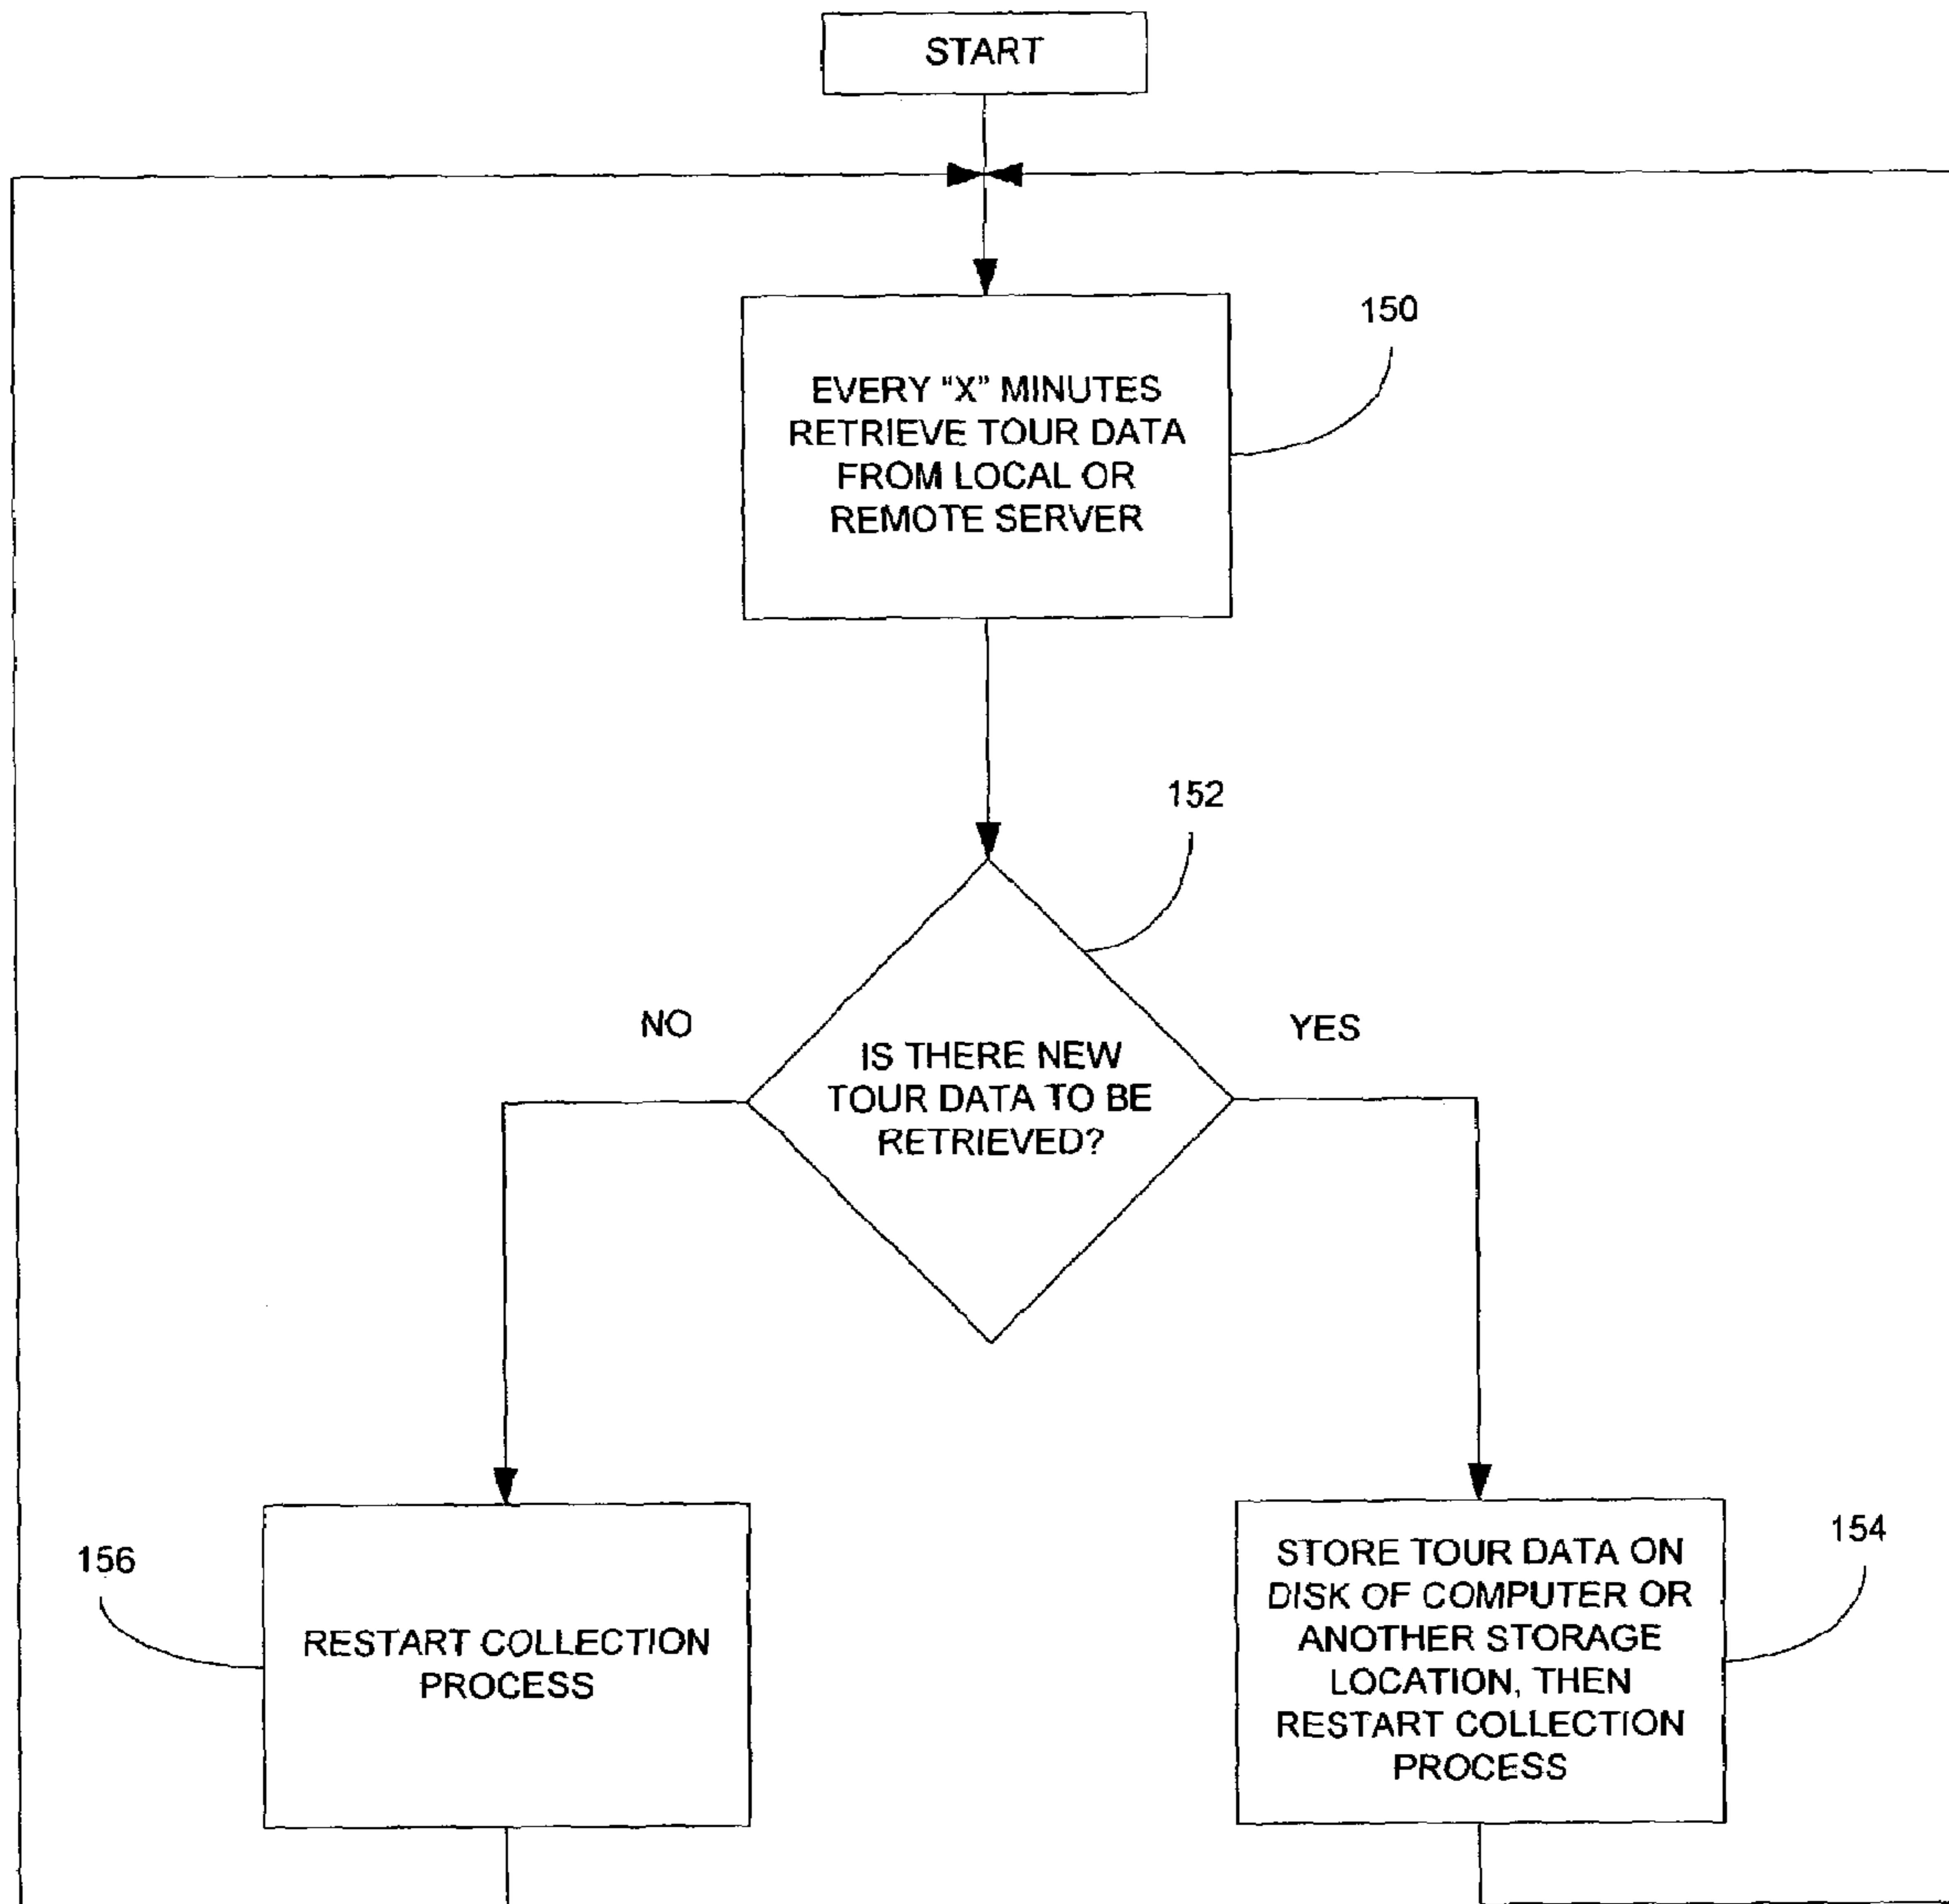 START
150
EVERY "X" MINUTES
RETRIEVE TOUR DATA
FROM LOCAL OR
REMOTE SERVER
152
NO
YES
IS THERE NEW
TOUR DATA TO BE
RETRIEVED?
156
RESTART COLLECTION
PROCESS
154
STORE TOUR DATA ON
DISK OF COMPUTER OR
ANOTHER STORAGE
LOCATION, THEN
RESTART COLLECTION
PROCESS